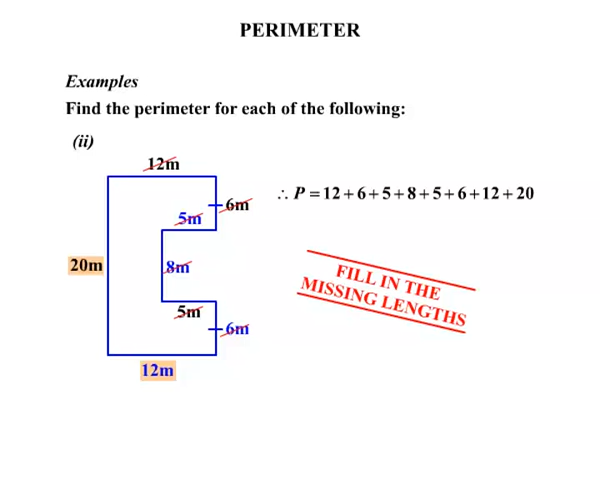 PERIMETER
Examples
Find the perimeter for each of the following:
(ii)
12m
6m
∴ P = 12 + 6 + 5 + 8 + 5 + 6 + 12 + 20
5m
20m
8m
FILL IN THE
MISSING LENGTHS
5m
6m
12m